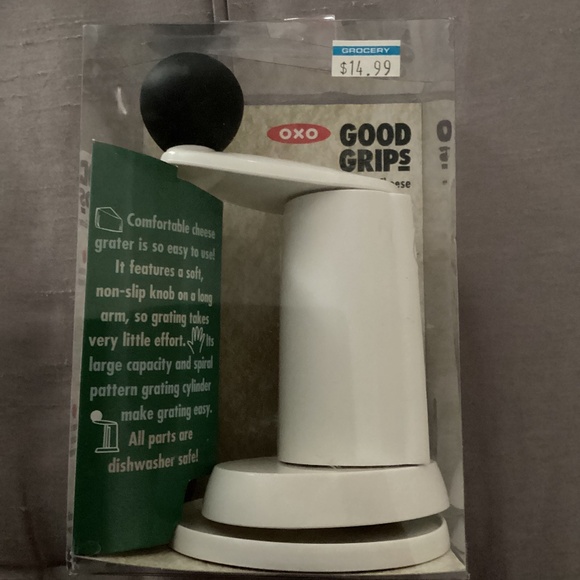 GROCERY
$14.99
OXO
GOOD
GRIPS
Cheese
Comfortable cheese
grater is so easy to use!
It features a soft,
non-slip knob on a long
arm, so grating takes
very little effort. Its
large capacity and spiral
pattern grating cylinder
make grating easy.
All parts are
dishwasher safe!